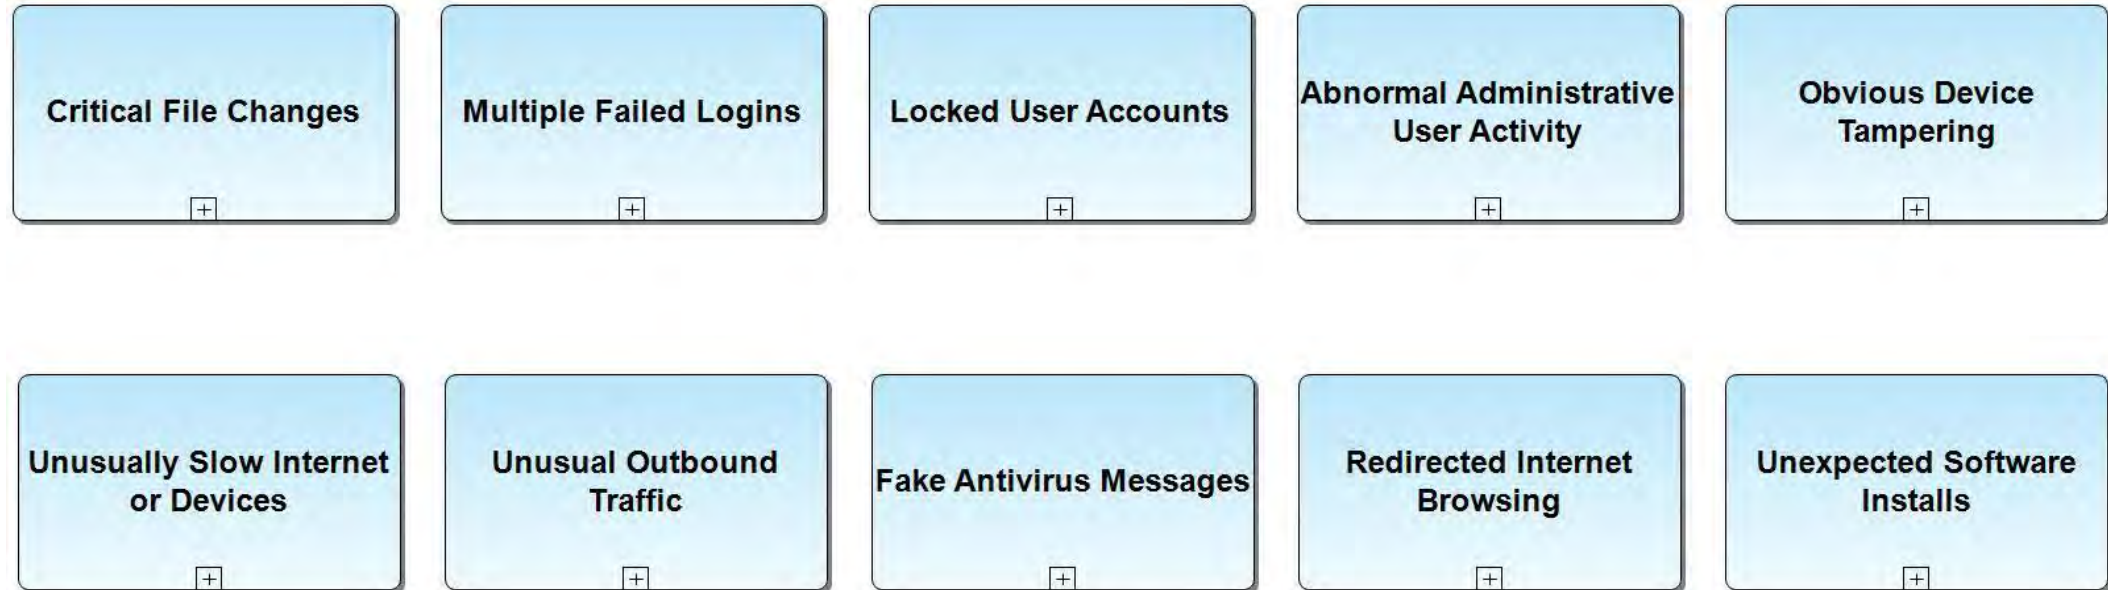 Critical File Changes
Multiple Failed Logins
Locked User Accounts
Abnormal Administrative
User Activity
Obvious Device
Tampering
Unusually Slow Internet
or Devices
Unusual Outbound
Traffic
Fake Antivirus Messages
Redirected Internet
Browsing
Unexpected Software
Installs